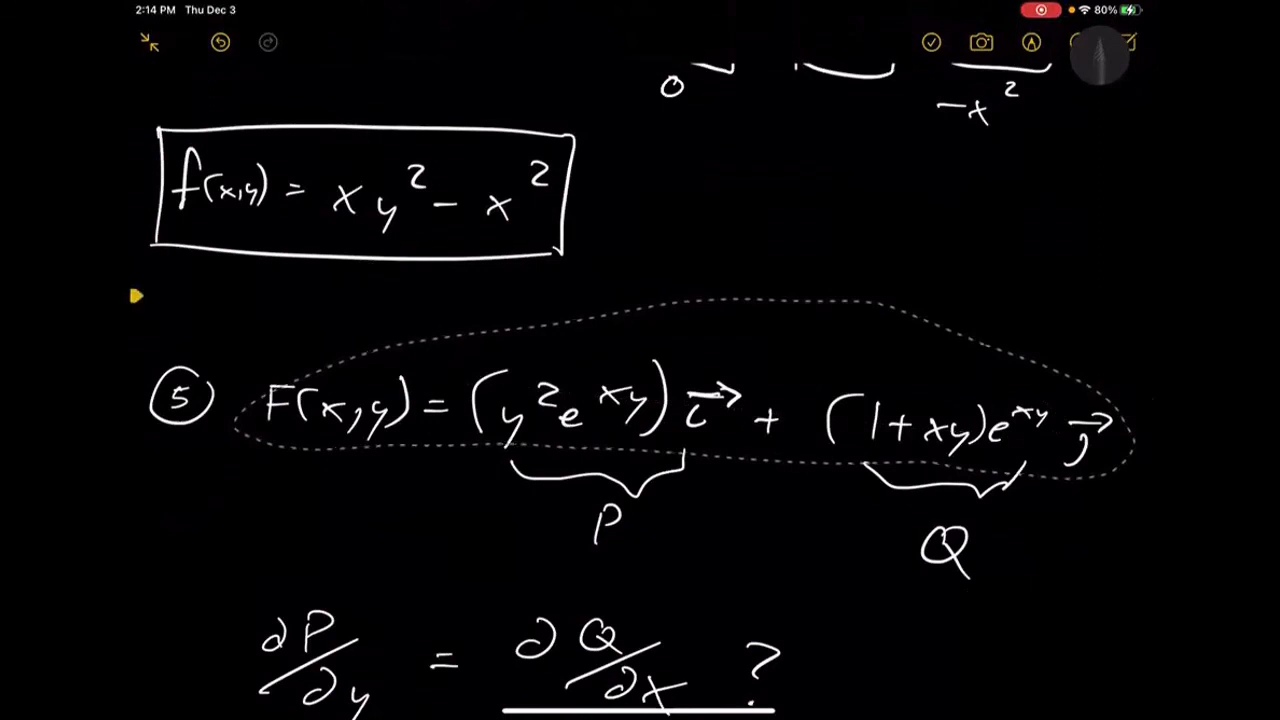 2:14 PM Thu Dec 3 80%
0
-x²
f(x,y) = xy² - x²
⑤ F(x,y) = (y²e^xy) i⃗ + (1+xy)e^xy j⃗
P
Q
∂P/∂y = ∂Q/∂x ?